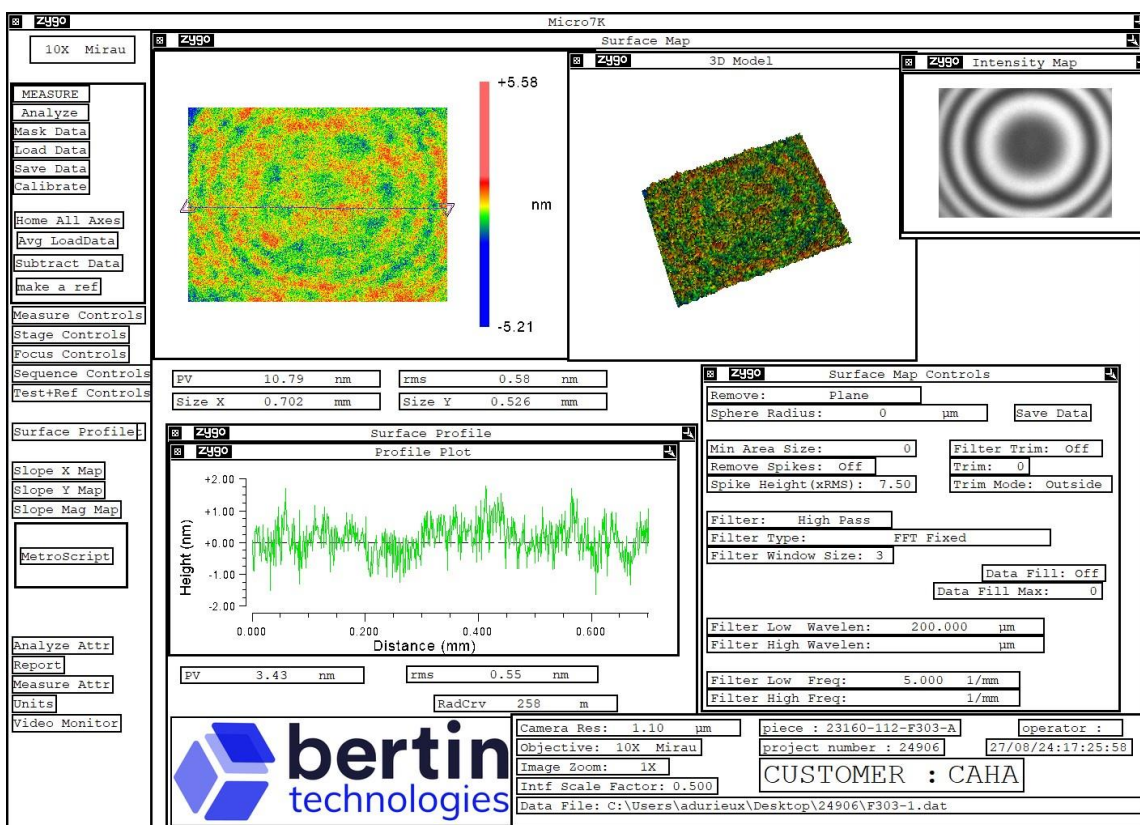 zygo Micro7K
10X Mirau
MEASURE
Analyze
Mask Data
Load Data
Save Data
Calibrate
Home All Axes
Avg LoadData
Subtract Data
make a ref
Measure Controls
Stage Controls
Focus Controls
Sequence Controls
Test+Ref Controls
Surface Profile
Slope X Map
Slope Y Map
Slope Mag Map
MetroScript
Analyze Attr
Report
Measure Attr
Units
Video Monitor
zygo Surface Map
+5.58
nm
-5.21
zygo 3D Model
zygo Intensity Map
PV 10.79 nm rms 0.58 nm
Size X 0.702 mm Size Y 0.526 mm
zygo Surface Profile
zygo Profile Plot
Height (nm)
+2.00
+1.00
+0.00
-1.00
-2.00
0.000 0.200 0.400 0.600
Distance (mm)
PV 3.43 nm rms 0.55 nm
RadCrv 258 m
zygo Surface Map Controls
Remove: Plane
Sphere Radius: 0 µm Save Data
Min Area Size: 0 Filter Trim: Off
Remove Spikes: Off Trim: 0
Spike Height(xRMS): 7.50 Trim Mode: Outside
Filter: High Pass
Filter Type: FFT Fixed
Filter Window Size: 3
Data Fill: Off
Data Fill Max: 0
Filter Low Wavelen: 200.000 µm
Filter High Wavelen: µm
Filter Low Freq: 5.000 1/mm
Filter High Freq: 1/mm
bertin
technologies
Camera Res: 1.10 µm piece : 23160-112-F303-A operator :
Objective: 10X Mirau project number : 24906 27/08/24:17:25:58
Image Zoom: 1X CUSTOMER : CAHA
Intf Scale Factor: 0.500
Data File: C:\Users\adurieux\Desktop\24906\F303-1.dat